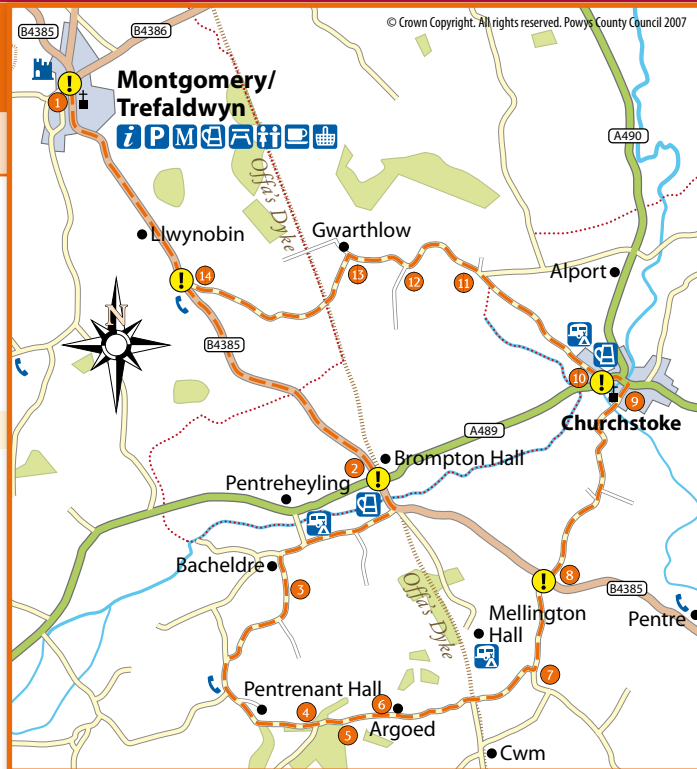 © Crown Copyright. All rights reserved. Powys County Council 2007
B4385
B4386
!
1
Montgomery/
Trefaldwyn
i P M
A490
Offa's Dyke
Llwynobin
Gwarthlow
14
!
13
12
11
Alport
N
B4385
10
!
9
Churchstoke
A489
2
!
Brompton Hall
Pentreheyling
Bacheldre
3
!
8
B4385
Offa's Dyke
Mellington
Hall
Pentre
7
Pentrenant Hall
4
5
6
Argoed
Cwm